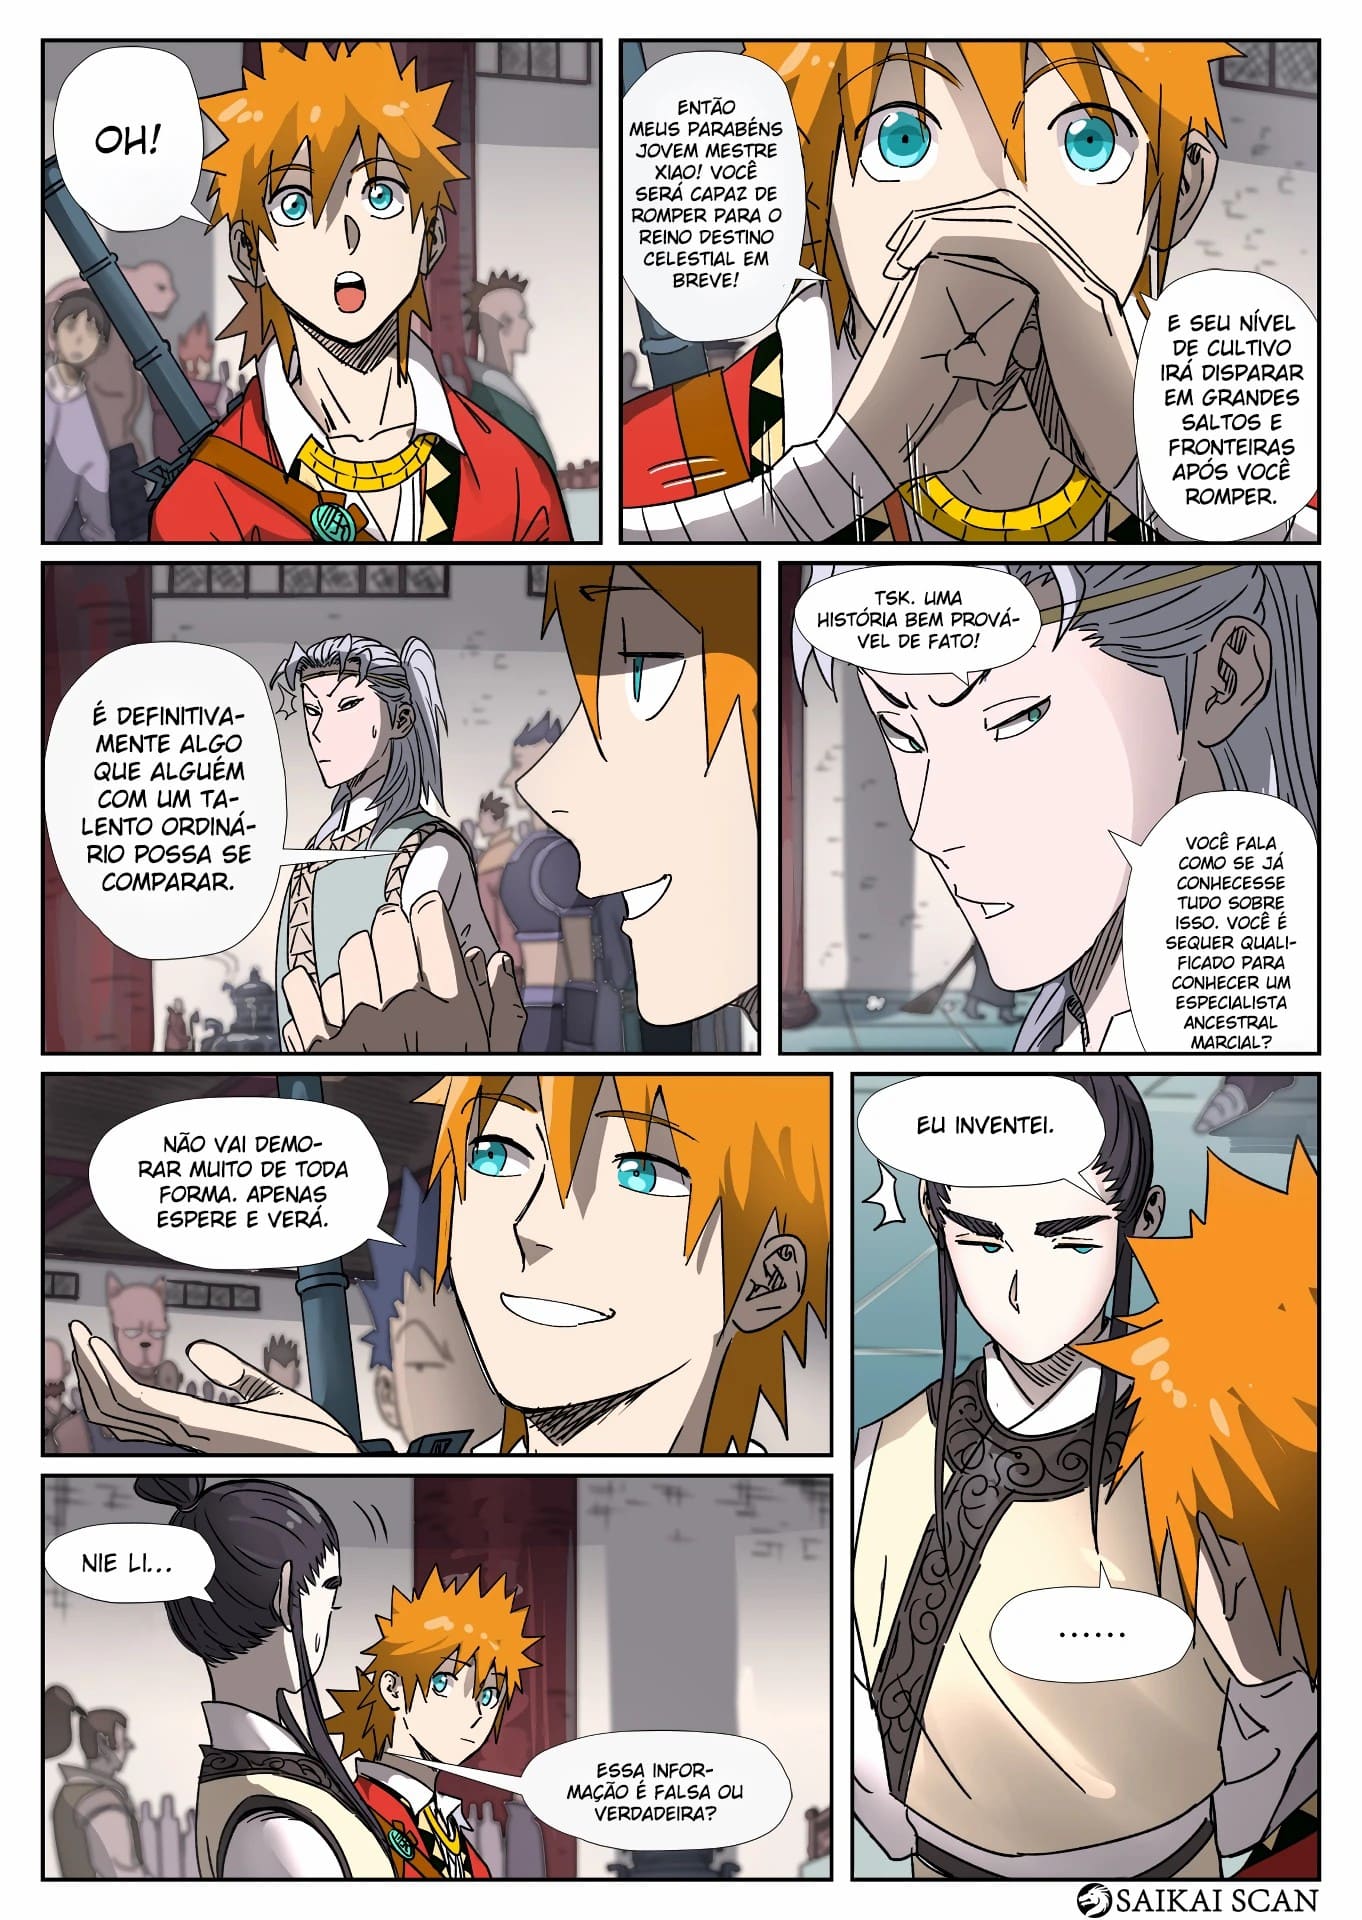 OH!
ENTÃO
MEUS PARABÉNS
JOVEM MESTRE
XIAO! VOCÊ
SERÁ CAPAZ DE
ROMPER PARA O
REINO DESTINO
CELESTIAL EM
BREVE!
E SEU NÍVEL
DE CULTIVO
IRÁ DISPARAR
EM GRANDES
SALTOS E
FRONTEIRAS
APÓS VOCÊ
ROMPER.
É DEFINITIVA-
MENTE ALGO
QUE ALGUÉM
COM UM TA-
LENTO ORDINÁ-
RIO POSSA SE
COMPARAR.
TSK. UMA
HISTÓRIA BEM PROVÁ-
VEL DE FATO!
VOCÊ FALA
COMO SE JÁ
CONHECESSE
TUDO SOBRE
ISSO. VOCÊ É
SEQUER QUALI-
FICADO PARA
CONHECER UM
ESPECIALISTA
ANCESTRAL
MARCIAL?
NÃO VAI DEMO-
RAR MUITO DE TODA
FORMA. APENAS
ESPERE E VERÁ.
NIE LI...
ESSA INFOR-
MAÇÃO É FALSA OU
VERDADEIRA?
EU INVENTEI.
......
SAIKAI SCAN